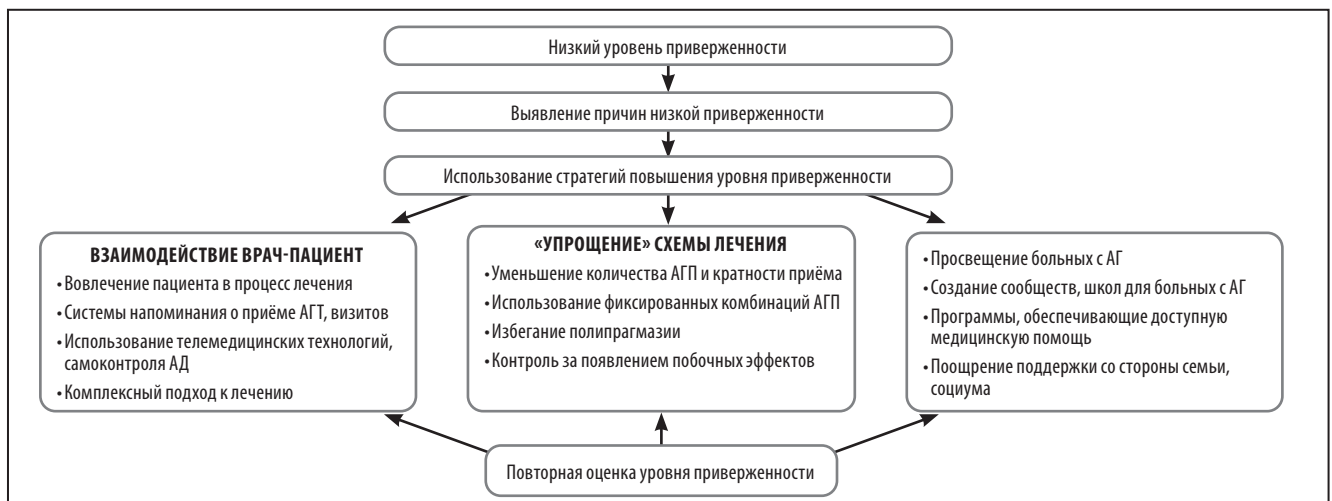 Низкий уровень приверженности
Выявление причин низкой приверженности
Использование стратегий повышения уровня приверженности
ВЗАИМОДЕЙСТВИЕ ВРАЧ-ПАЦИЕНТ
•Вовлечение пациента в процесс лечения
•Системы напоминания о приёме АГТ, визитов
•Использование телемедицинских технологий,
самоконтроля АД
•Комплексный подход к лечению
«УПРОЩЕНИЕ» СХЕМЫ ЛЕЧЕНИЯ
•Уменьшение количества АГП и кратности приёма
•Использование фиксированных комбинаций АГП
•Избегание полипрагмазии
•Контроль за появлением побочных эффектов
•Просвещение больных с АГ
•Создание сообществ, школ для больных с АГ
•Программы, обеспечивающие доступную
медицинскую помощь
•Поощрение поддержки со стороны семьи,
социума
Повторная оценка уровня приверженности